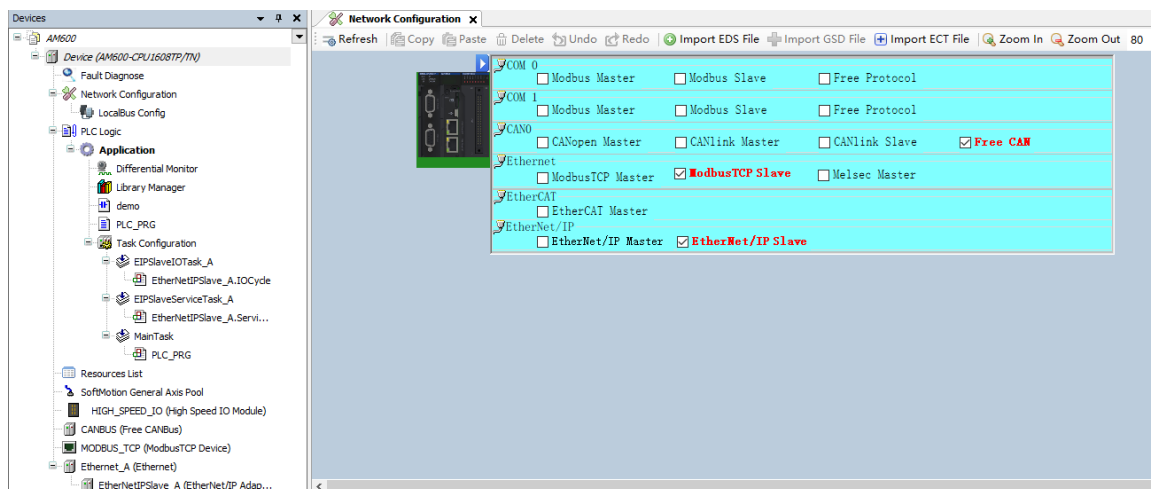 Devices
AM600
Device (AM600-CPU1608TP/TN)
Fault Diagnose
Network Configuration
LocalBus Config
PLC Logic
Application
Differential Monitor
Library Manager
demo
PLC_PRG
Task Configuration
EIPSlaveIOTask_A
EtherNetIPSlave_A.IOCycle
EIPSlaveServiceTask_A
EtherNetIPSlave_A.Servi...
MainTask
PLC_PRG
Resources List
SoftMotion General Axis Pool
HIGH_SPEED_IO (High Speed IO Module)
CANBUS (Free CANBus)
MODBUS_TCP (ModbusTCP Device)
Ethernet_A (Ethernet)
EtherNetIPSlave_A (EtherNet/IP Adap...
Network Configuration
Refresh Copy Paste Delete Undo Redo Import EDS File Import GSD File Import ECT File Zoom In Zoom Out 80
COM 0
Modbus Master Modbus Slave Free Protocol
COM 1
Modbus Master Modbus Slave Free Protocol
CAN0
CANopen Master CANlink Master CANlink Slave Free CAN
Ethernet
ModbusTCP Master ModbusTCP Slave Melsec Master
EtherCAT
EtherCAT Master
EtherNet/IP
EtherNet/IP Master EtherNet/IP Slave